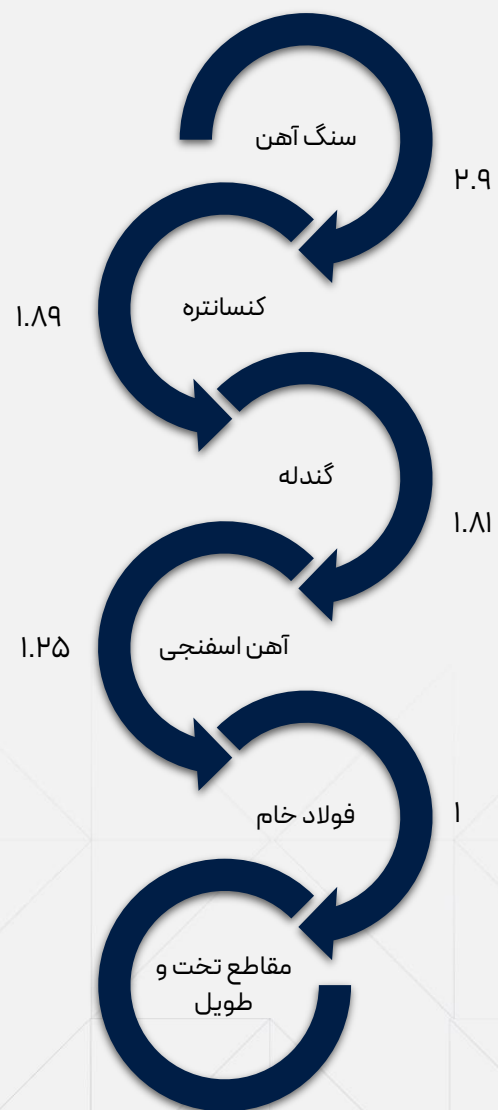 سنگ آهن
۲.۹
کنسانتره
۱.۸۹
گندله
۱.۸۱
آهن اسفنجی
۱.۲۵
فولاد خام
۱
مقاطع تخت و
طویل